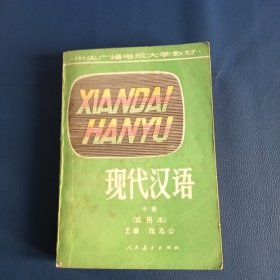 ·中央广播电视大学教材·
XIANDAI
HANYU
现代汉语
中册
(试用本)
主编 张志公
人民教育出版社